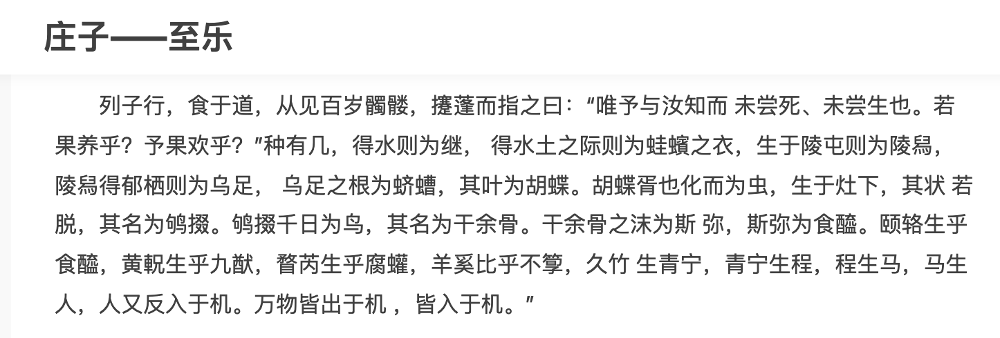 庄子——至乐
列子行，食于道，从见百岁髑髅，攓蓬而指之曰：“唯予与汝知而 未尝死、未尝生也。若
果养乎？予果欢乎？”种有几，得水则为继， 得水土之际则为蛙蠙之衣，生于陵屯则为陵舄，
陵舄得郁栖则为乌足， 乌足之根为蛴螬，其叶为胡蝶。胡蝶胥也化而为虫，生于灶下，其状 若
脱，其名为鸲掇。鸲掇千日为鸟，其名为干余骨。干余骨之沫为斯 弥，斯弥为食醯。颐辂生乎
食醯，黄軦生乎九猷，瞀芮生乎腐蠸，羊奚比乎不箰，久竹 生青宁，青宁生程，程生马，马生
人，人又反入于机。万物皆出于机 ，皆入于机。”